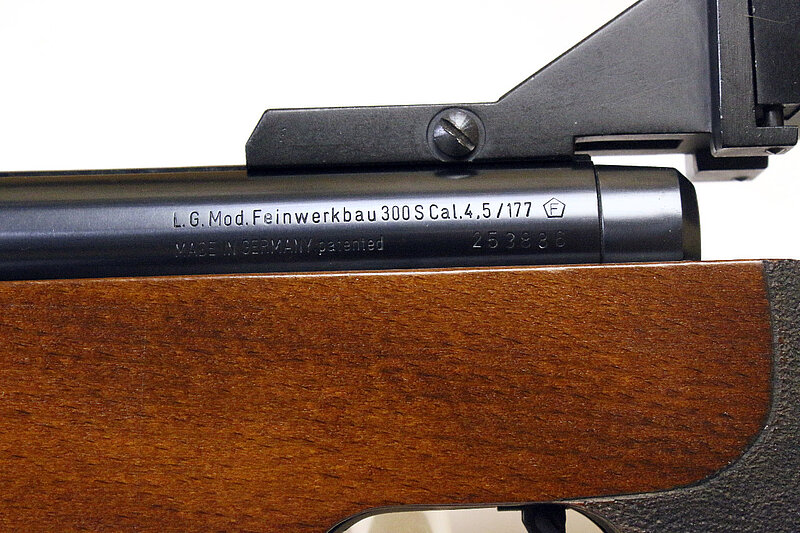 L.G. Mod. Feinwerkbau 300 S Cal. 4,5 / 177 F
MADE IN GERMANY patented 253886